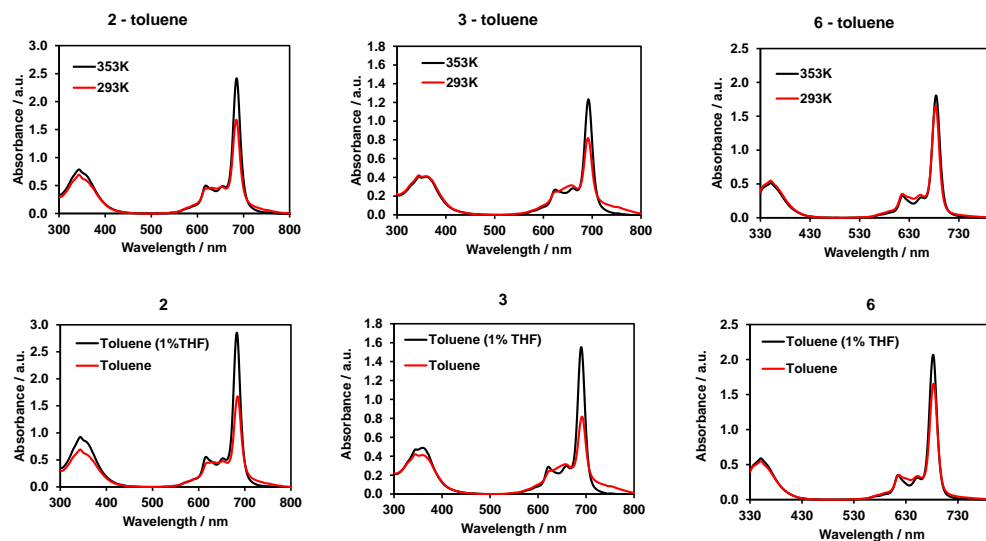 2 - toluene
3.0
2.5
2.0
1.5
1.0
0.5
0.0
Absorbance / a.u.
353K
293K
300 400 500 600 700 800
Wavelength / nm
3 - toluene
1.8
1.6
1.4
1.2
1.0
0.8
0.6
0.4
0.2
0.0
Absorbance / a.u.
353K
293K
300 400 500 600 700 800
Wavelength / nm
6 - toluene
2.5
2.0
1.5
1.0
0.5
0.0
Absorbance / a.u.
353K
293K
330 430 530 630 730
Wavelength / nm
2
3.0
2.5
2.0
1.5
1.0
0.5
0.0
Absorbance / a.u.
Toluene (1%THF)
Toluene
300 400 500 600 700 800
Wavelength / nm
3
1.8
1.6
1.4
1.2
1.0
0.8
0.6
0.4
0.2
0.0
Absorbance / a.u.
Toluene (1% THF)
Toluene
300 400 500 600 700 800
Wavelength / nm
6
2.5
2.0
1.5
1.0
0.5
0.0
Absorbance / a.u.
Toluene (1% THF)
Toluene
330 430 530 630 730
Wavelength / nm